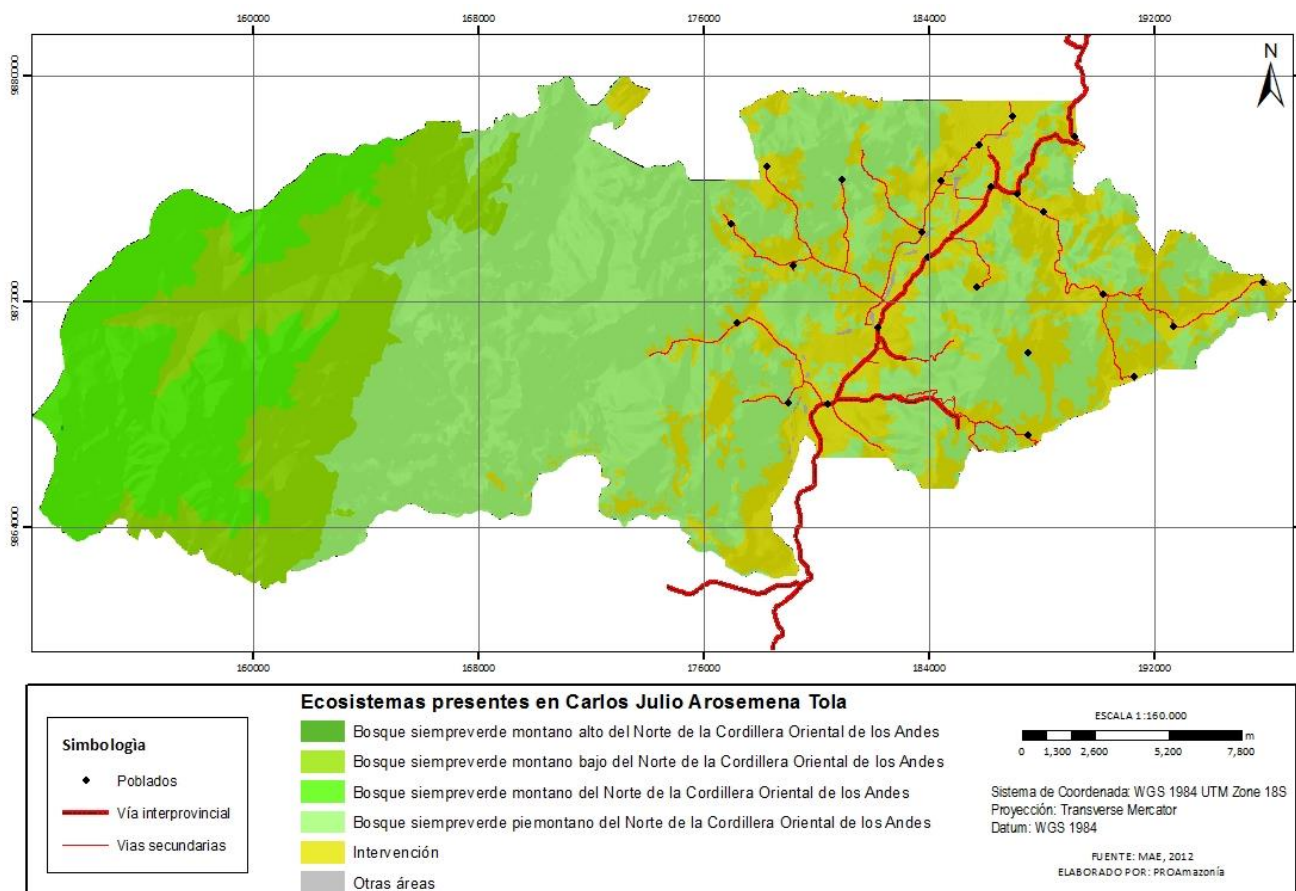 160000 168000 176000 184000 192000
N
9880000
9872000
9864000
160000 168000 176000 184000 192000
Simbología
Poblados
Vía interprovincial
Vias secundarias
Ecosistemas presentes en Carlos Julio Arosemena Tola
Bosque siempreverde montano alto del Norte de la Cordillera Oriental de los Andes
Bosque siempreverde montano bajo del Norte de la Cordillera Oriental de los Andes
Bosque siempreverde montano del Norte de la Cordillera Oriental de los Andes
Bosque siempreverde piemontano del Norte de la Cordillera Oriental de los Andes
Intervención
Otras áreas
ESCALA 1:160.000
m
0 1,300 2,600 5,200 7,800
Sistema de Coordenada: WGS 1984 UTM Zone 18S
Proyección: Transverse Mercator
Datum: WGS 1984
FUENTE: MAE, 2012
ELABORADO POR: PROAmazonía